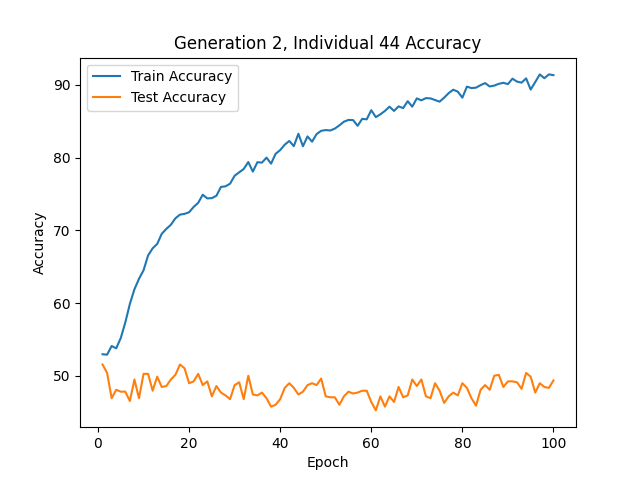 Generation 2, Individual 44 Accuracy
Train Accuracy
Test Accuracy
90
80
70
60
50
Accuracy
0 20 40 60 80 100
Epoch